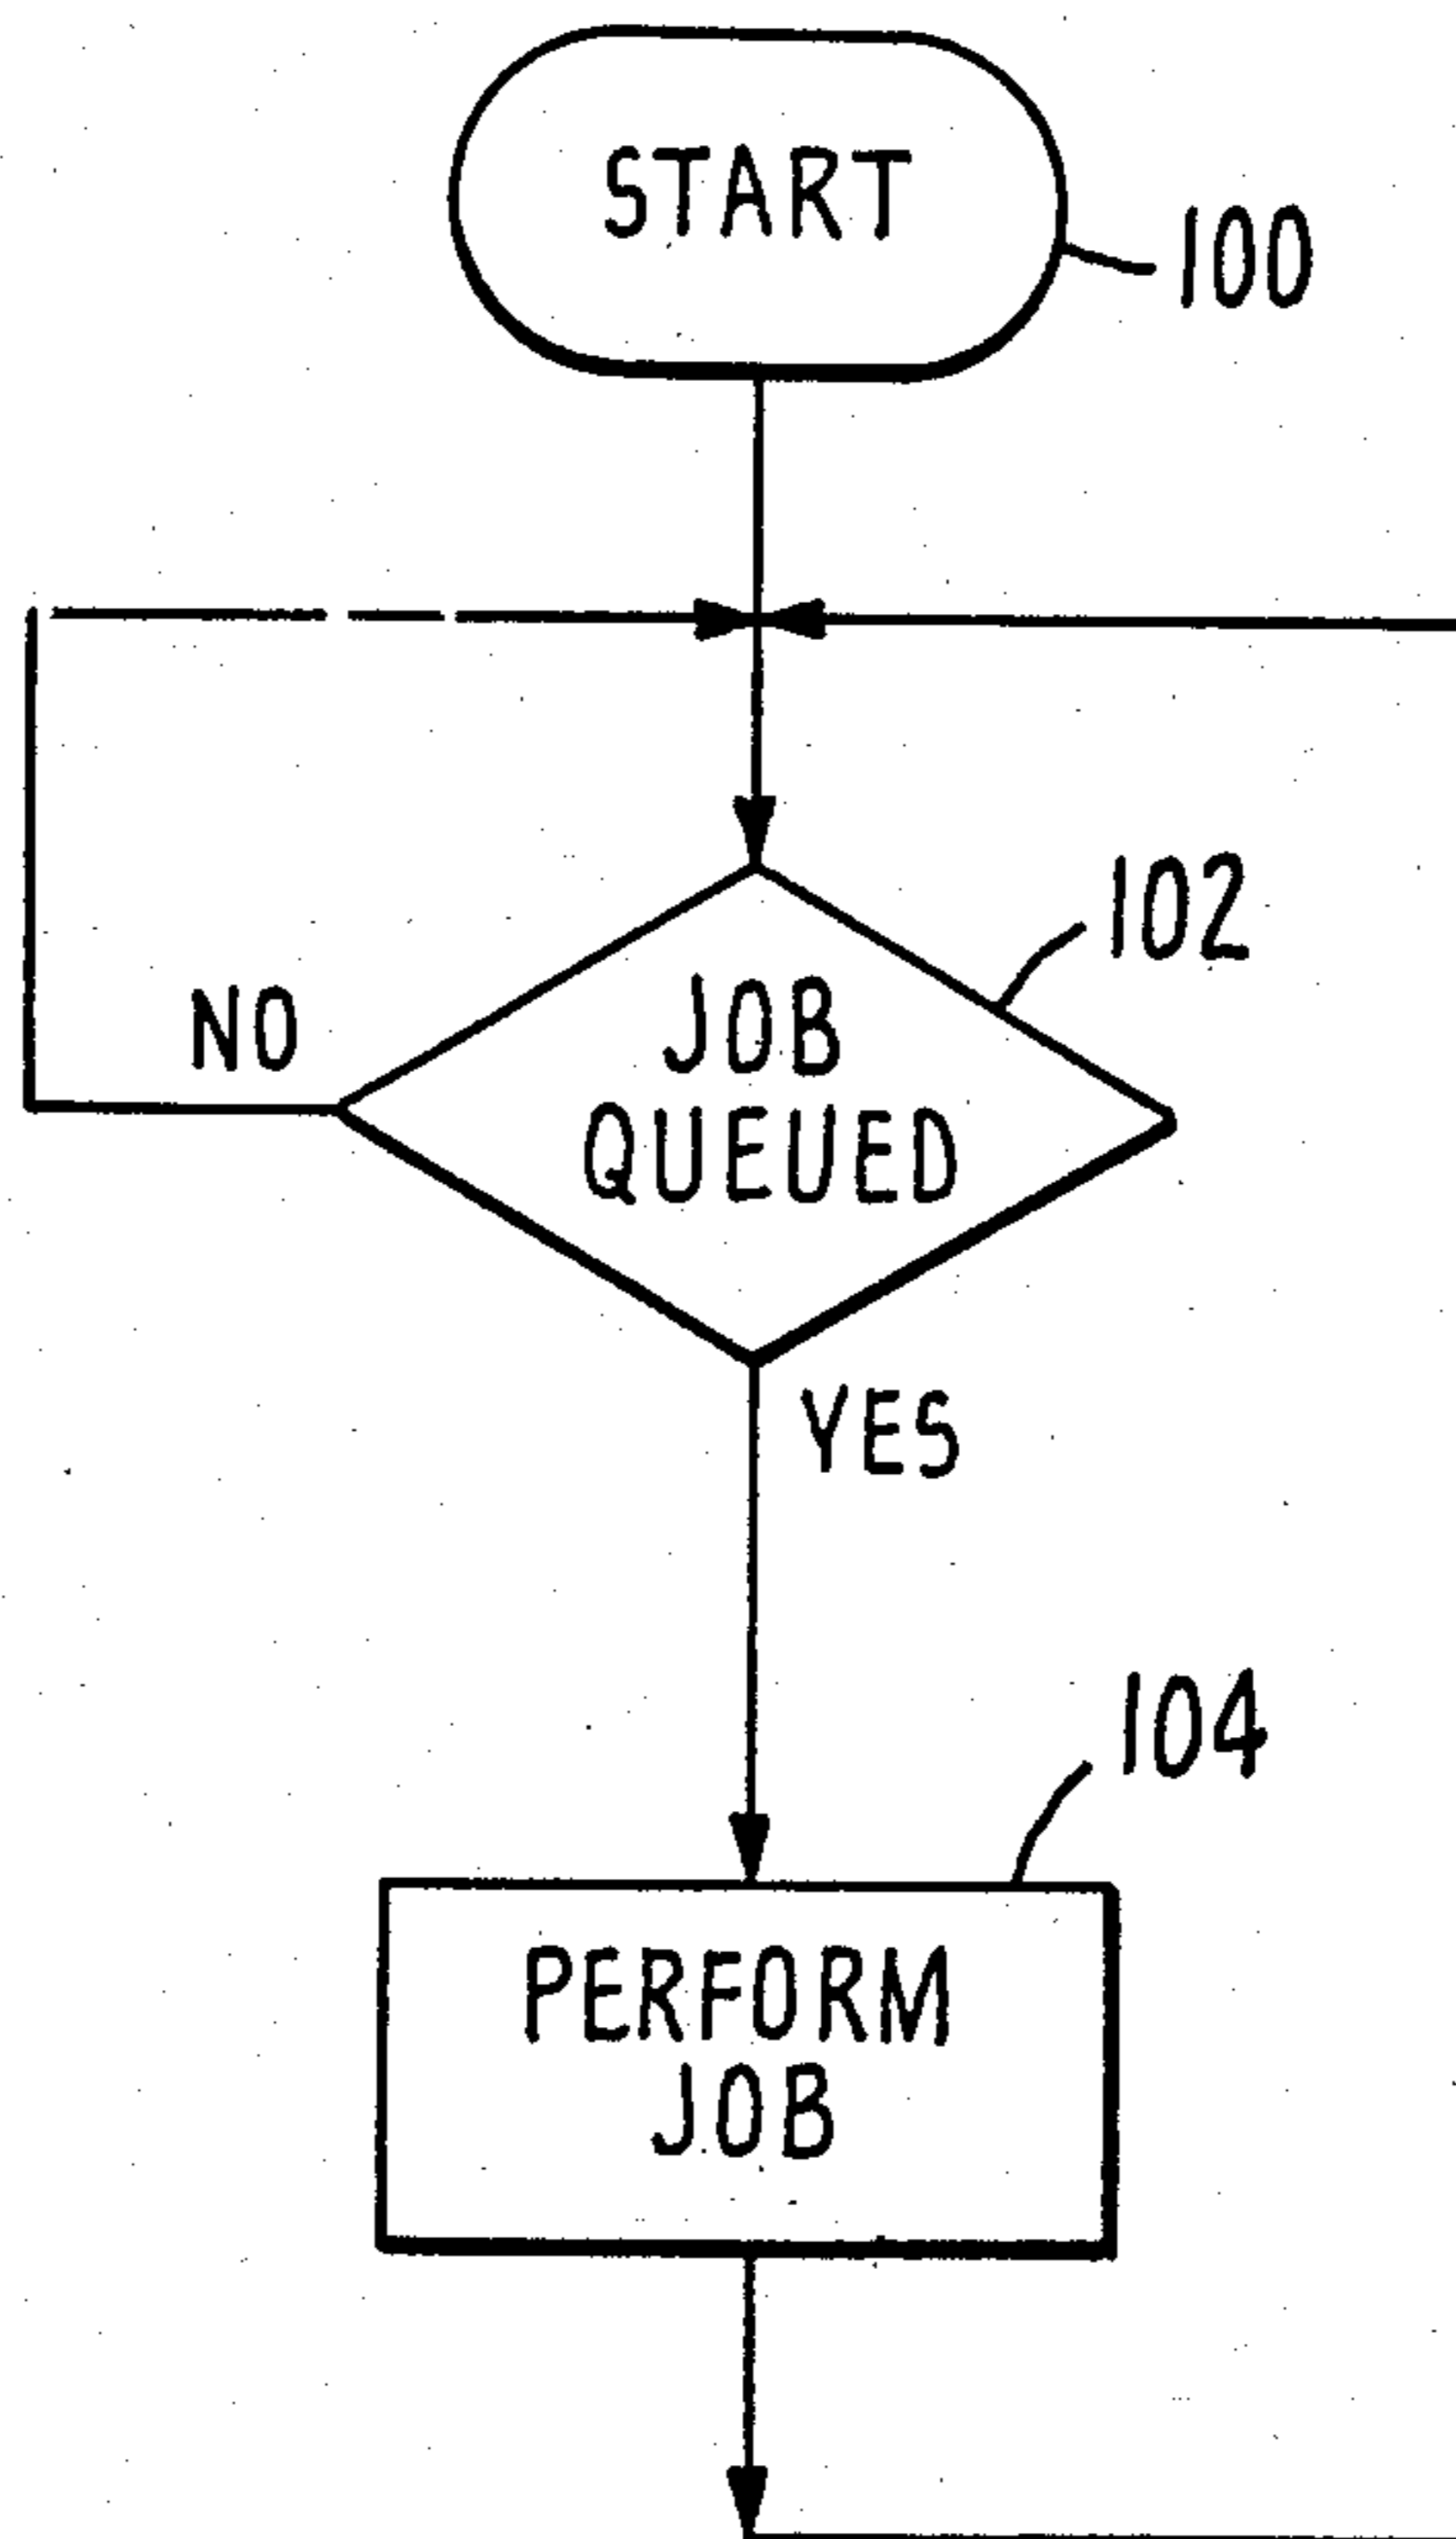 START
100
102
NO
JOB
QUEUED
YES
104
PERFORM
JOB